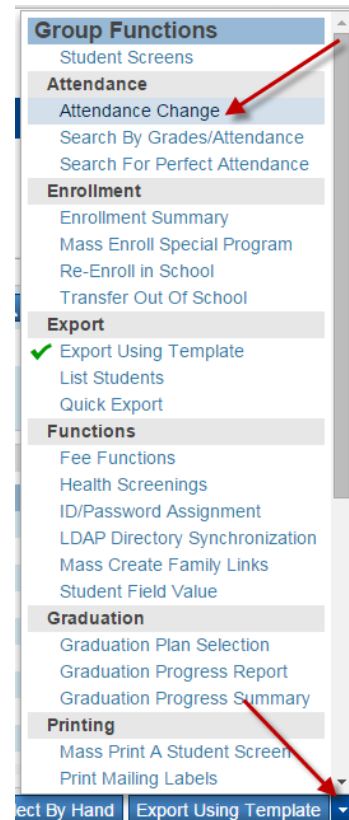 Group Functions
Student Screens
Attendance
Attendance Change
Search By Grades/Attendance
Search For Perfect Attendance
Enrollment
Enrollment Summary
Mass Enroll Special Program
Re-Enroll in School
Transfer Out Of School
Export
Export Using Template
List Students
Quick Export
Functions
Fee Functions
Health Screenings
ID/Password Assignment
LDAP Directory Synchronization
Mass Create Family Links
Student Field Value
Graduation
Graduation Plan Selection
Graduation Progress Report
Graduation Progress Summary
Printing
Mass Print A Student Screen
Print Mailing Labels
ect By Hand Export Using Template